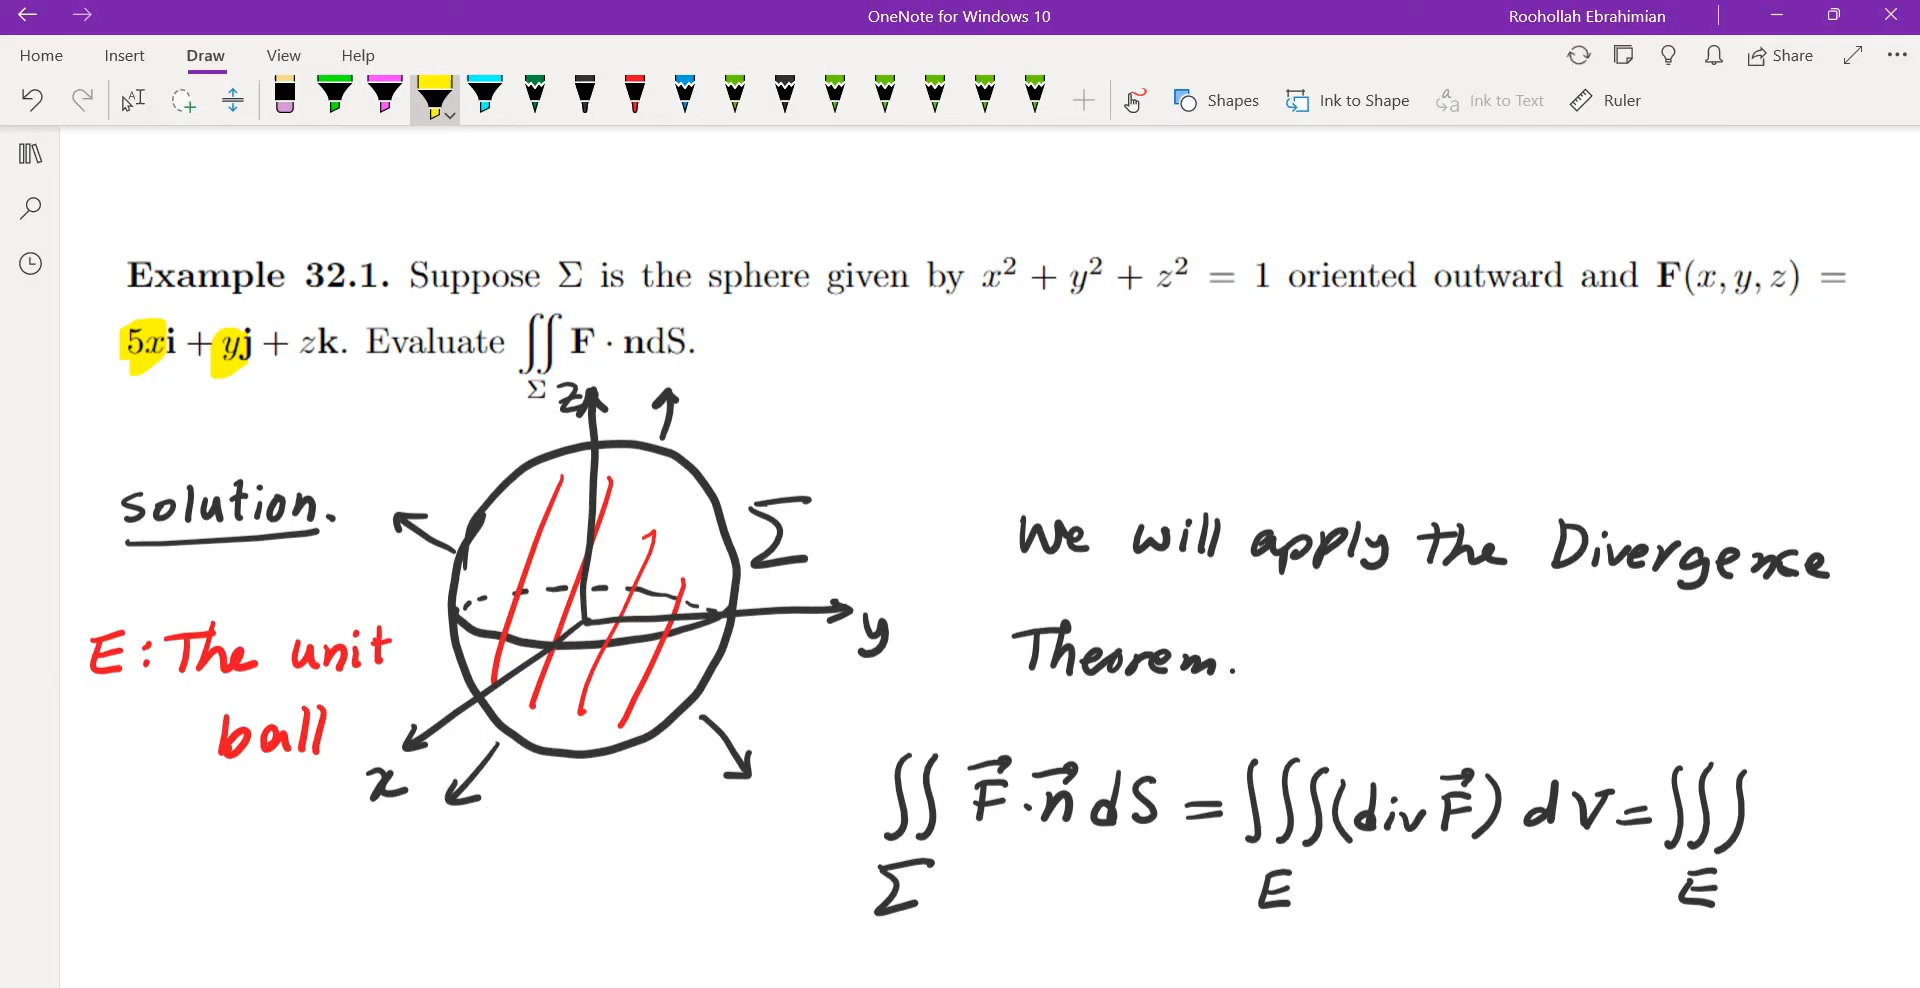 OneNote for Windows 10
Roohollah Ebrahimian
Home Insert Draw View Help
Share
Shapes Ink to Shape Ink to Text Ruler
Example 32.1. Suppose Σ is the sphere given by x² + y² + z² = 1 oriented outward and F(x, y, z) =
5xi + yj + zk. Evaluate ∬ F · ndS.
Σ
z
solution.
Σ
We will apply the Divergence
Theorem.
y
E: The unit
ball
x
∬ F⃗ · n⃗ dS = ∭ (div F⃗) dV = ∭
Σ E E